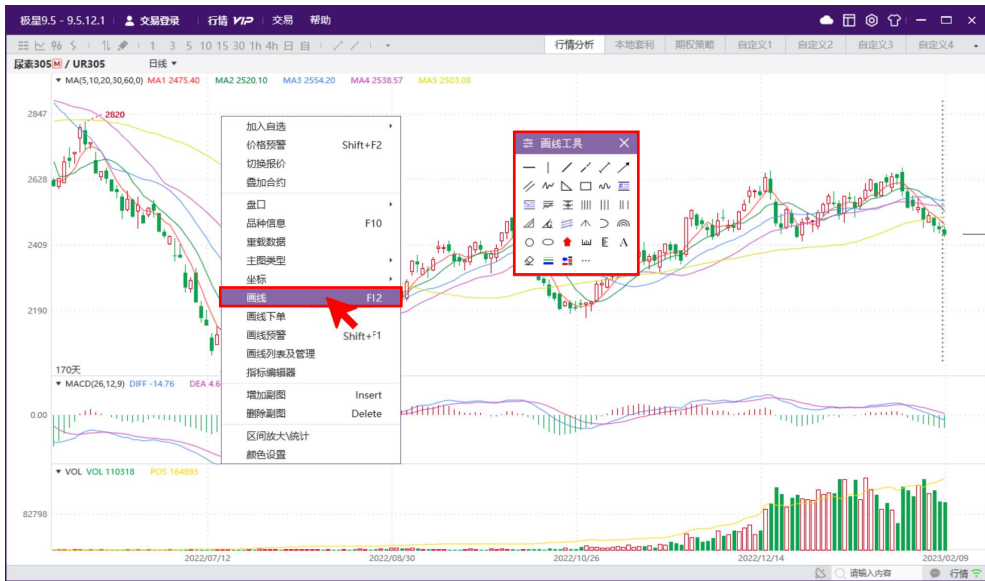 极星9.5 - 9.5.12.1 交易登录 行情 VIP 交易 帮助
1 3 5 10 15 30 1h 4h 日 自 行情分析 本地套利 期权策略 自定义1 自定义2 自定义3 自定义4
尿素305 M / UR305 日线
MA(5,10,20,30,60,0) MA1 2475.40 MA2 2520.10 MA3 2554.20 MA4 2538.57 MA5 2503.08
2847
2820
2628
2409
2190
170天
加入自选
价格预警 Shift+F2
切换报价
叠加合约
盘口
品种信息 F10
重载数据
主图类型
坐标
画线 F12
画线下单
画线预警 Shift+F1
画线列表及管理
指标编辑器
增加副图 Insert
删除副图 Delete
区间放大\统计
颜色设置
画线工具
E A
MACD(26,12,9) DIFF -14.76 DEA 4.6
0.00
VOL VOL 110318 POS 164893
82798
2022/07/12 2022/08/30 2022/10/26 2022/12/14 2023/02/09
请输入内容 行情